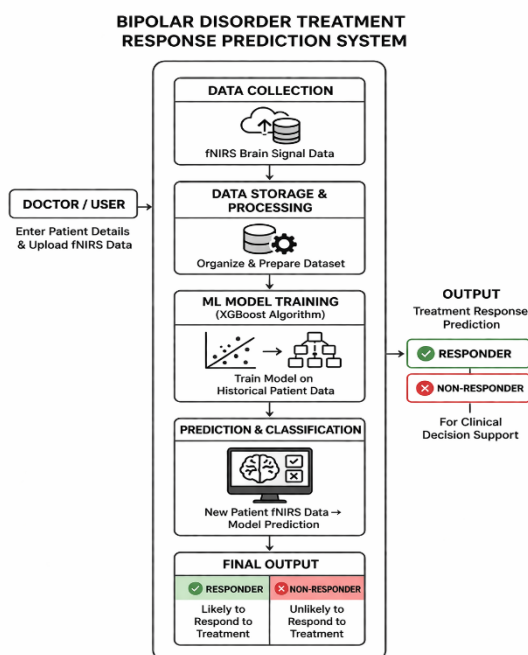 BIPOLAR DISORDER TREATMENT
RESPONSE PREDICTION SYSTEM
DATA COLLECTION
fNIRS Brain Signal Data
DOCTOR / USER
Enter Patient Details
& Upload fNIRS Data
DATA STORAGE &
PROCESSING
Organize & Prepare Dataset
ML MODEL TRAINING
(XGBoost Algorithm)
Train Model on
Historical Patient Data
PREDICTION & CLASSIFICATION
New Patient fNIRS Data →
Model Prediction
FINAL OUTPUT
RESPONDER
Likely to
Respond to
Treatment
NON-RESPONDER
Unlikely to
Respond to
Treatment
OUTPUT
Treatment Response
Prediction
RESPONDER
NON-RESPONDER
For Clinical
Decision Support